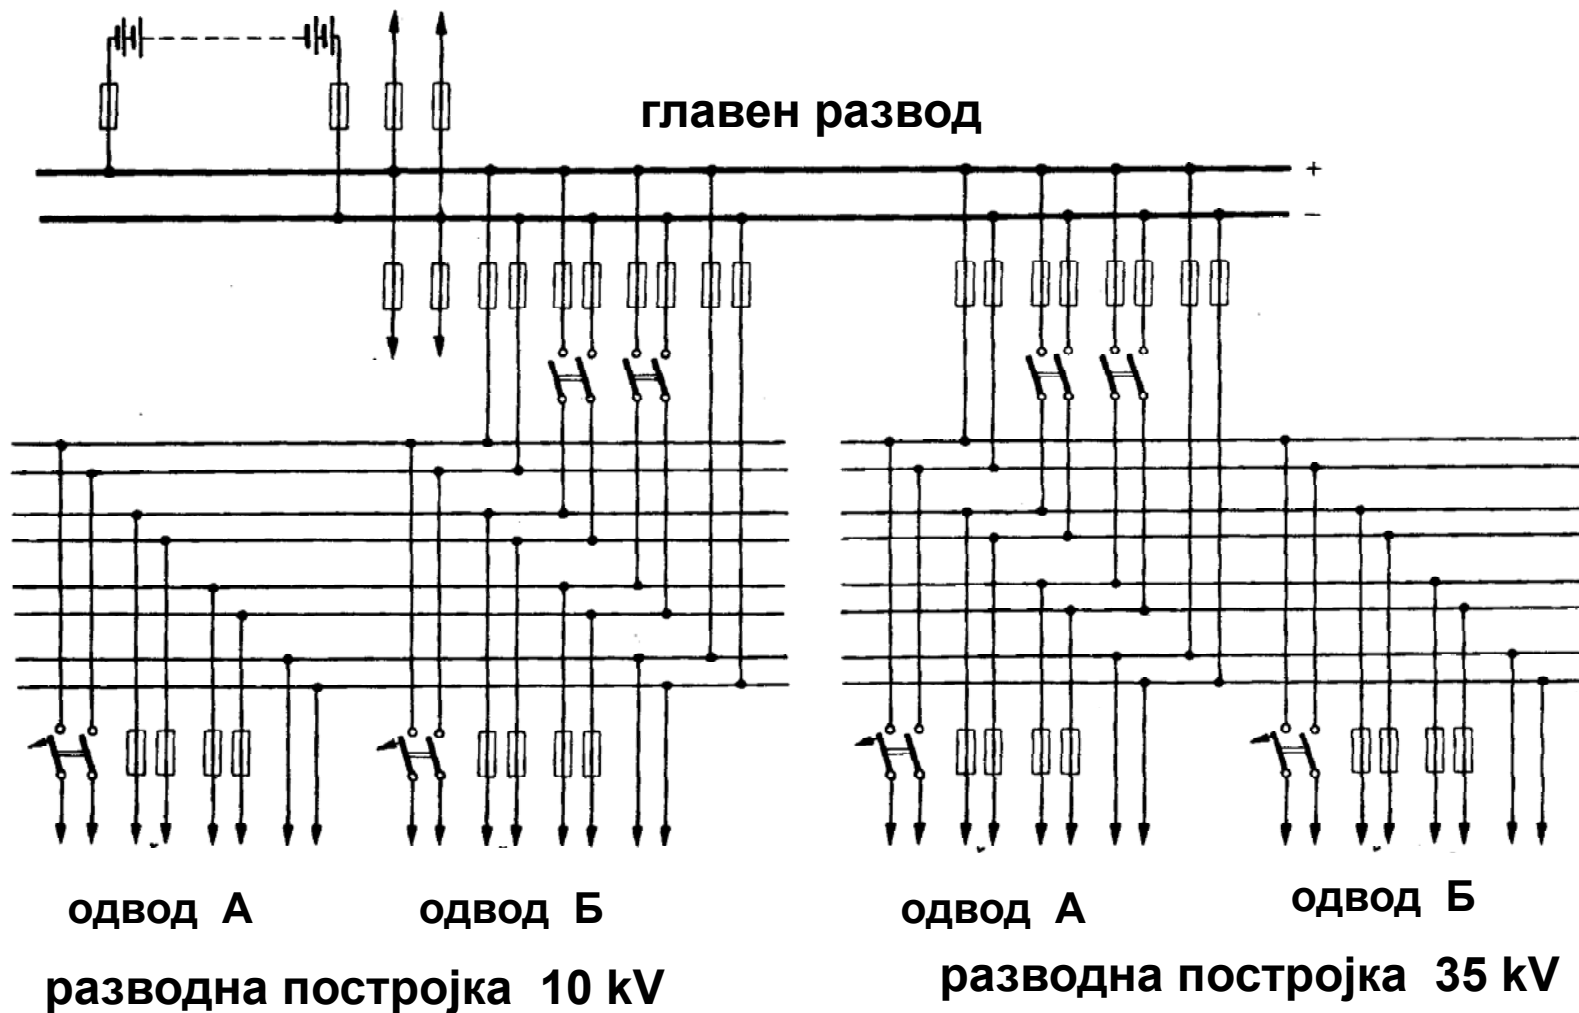 главен развод
+
−
одвод А
одвод Б
одвод А
одвод Б
разводна постројка 10 kV
разводна постројка 35 kV